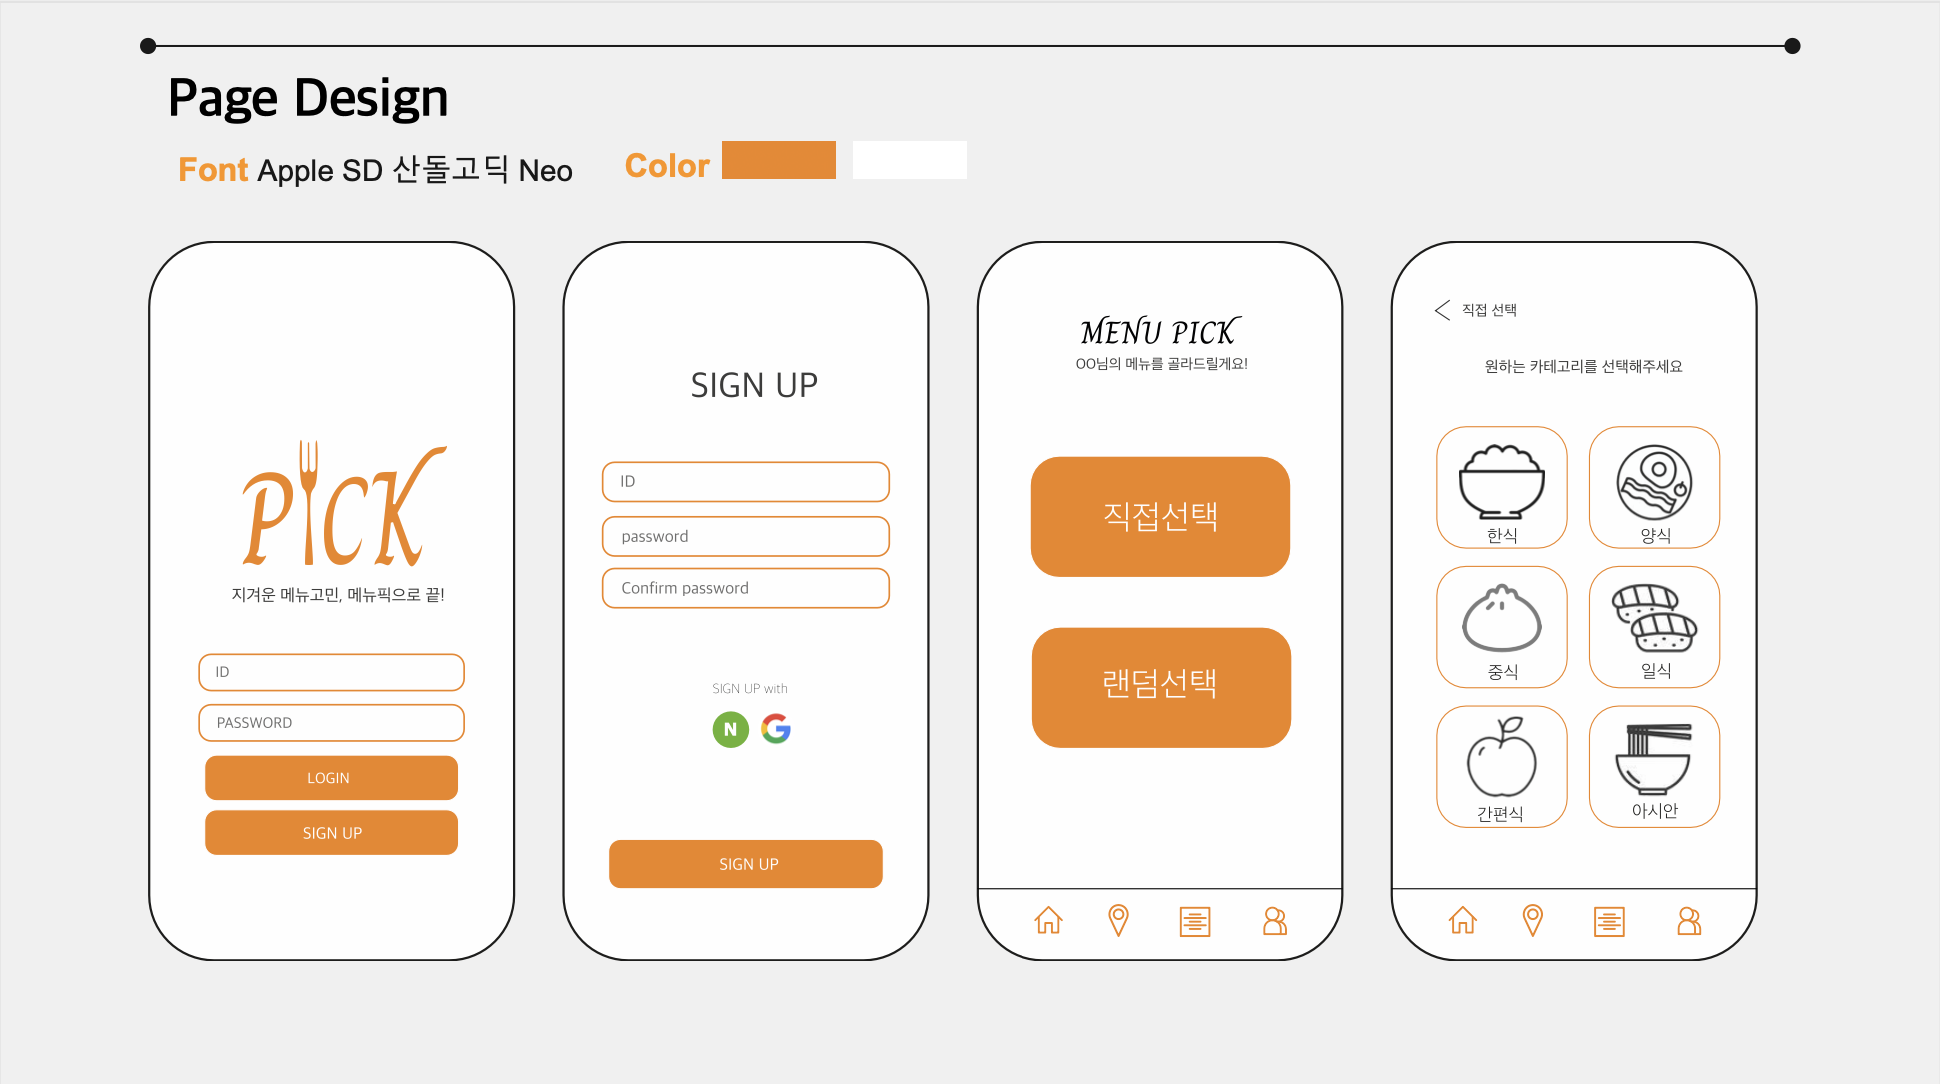 Page Design
Font Apple SD 산돌고딕 Neo
Color
PICK
지겨운 메뉴고민, 메뉴픽으로 끝!
ID
PASSWORD
LOGIN
SIGN UP
SIGN UP
ID
password
Confirm password
SIGN UP with
N
G
SIGN UP
MENU PICK
OO님의 메뉴를 골라드릴게요!
직접선택
랜덤선택
직접 선택
원하는 카테고리를 선택해주세요
한식
양식
중식
일식
간편식
아시안